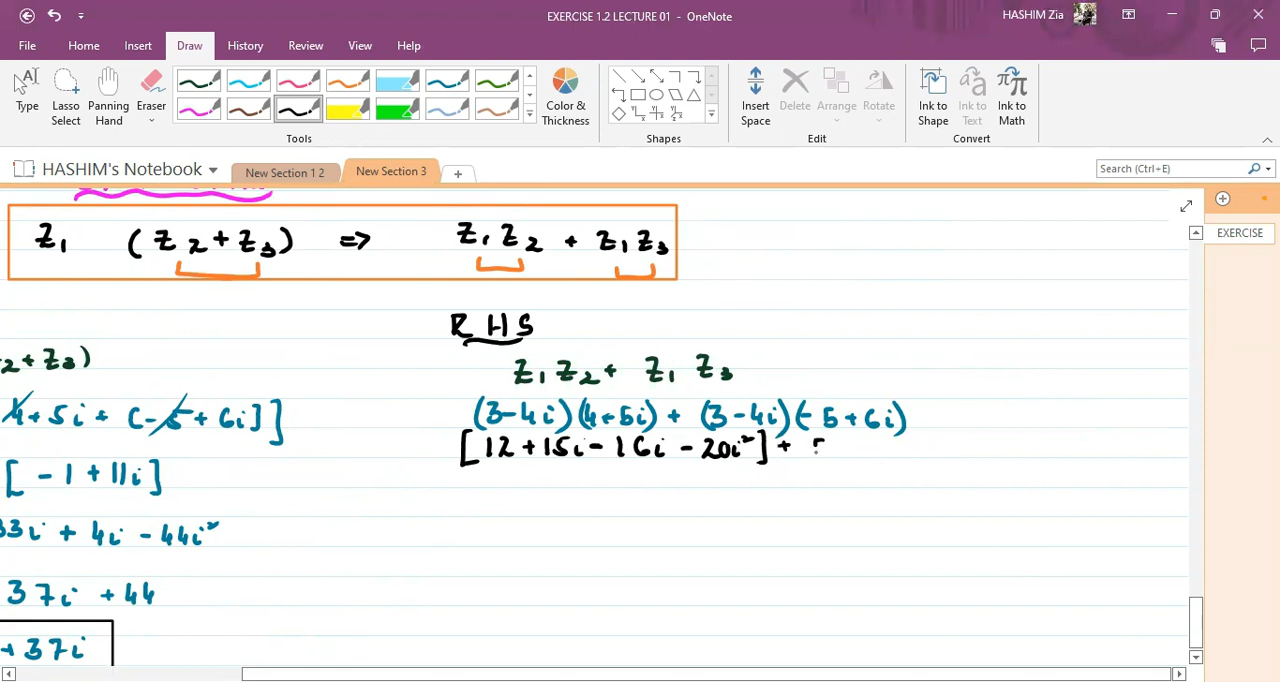 EXERCISE 1.2 LECTURE 01 - OneNote
HASHIM Zia
File Home Insert Draw History Review View Help
Type Lasso Select Panning Hand Eraser
Color & Thickness
Insert Space Delete Arrange Rotate
Ink to Shape Ink to Text Ink to Math
Tools Shapes Edit Convert
HASHIM's Notebook New Section 1 2 New Section 3 +
Search (Ctrl+E)
EXERCISE
Z₁ (Z₂+Z₃) => Z₁Z₂ + Z₁Z₃
RHS
₂+Z₃)
Z₁Z₂+ Z₁ Z₃
4+5i + (-5+6i]]
(3-4i)(4+5i) + (3-4i)(-5+6i)
[12+15i-16i-20i²] +
[-1+11i]
33i + 4i - 44i²
37i +44
+37i